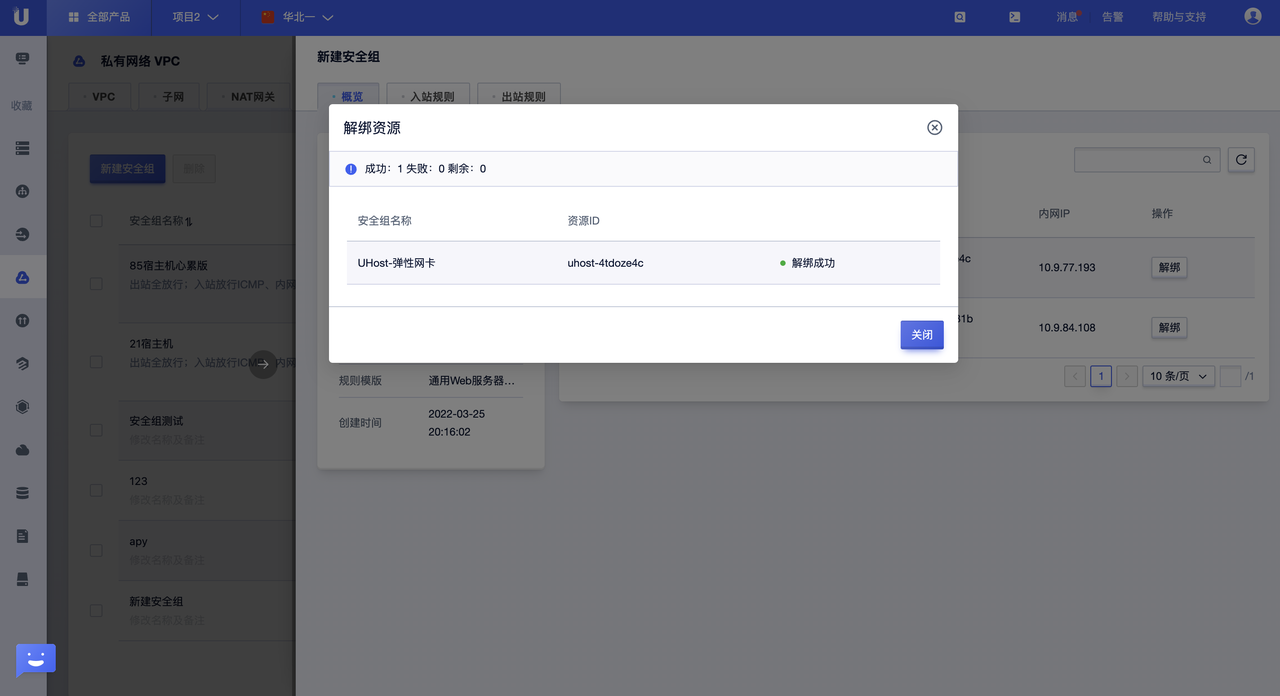 全部产品
项目2
华北一
消息
告警
帮助与支持
收藏
私有网络 VPC
VPC
子网
NAT网关
新建安全组
删除
安全组名称
85宿主机心累版
出站全放行；入站放行ICMP、内网
21宿主机
出站全放行；入站放行ICMP、内网
安全组测试
修改名称及备注
123
修改名称及备注
apy
修改名称及备注
新建安全组
修改名称及备注
新建安全组
概览
入站规则
出站规则
解绑资源
成功：1 失败：0 剩余：0
安全组名称
资源ID
UHost-弹性网卡
uhost-4tdoze4c
解绑成功
关闭
规则模版
通用Web服务器...
创建时间
2022-03-25
20:16:02
内网IP
操作
4c
10.9.77.193
解绑
31b
10.9.84.108
解绑
1
10 条/页
/1